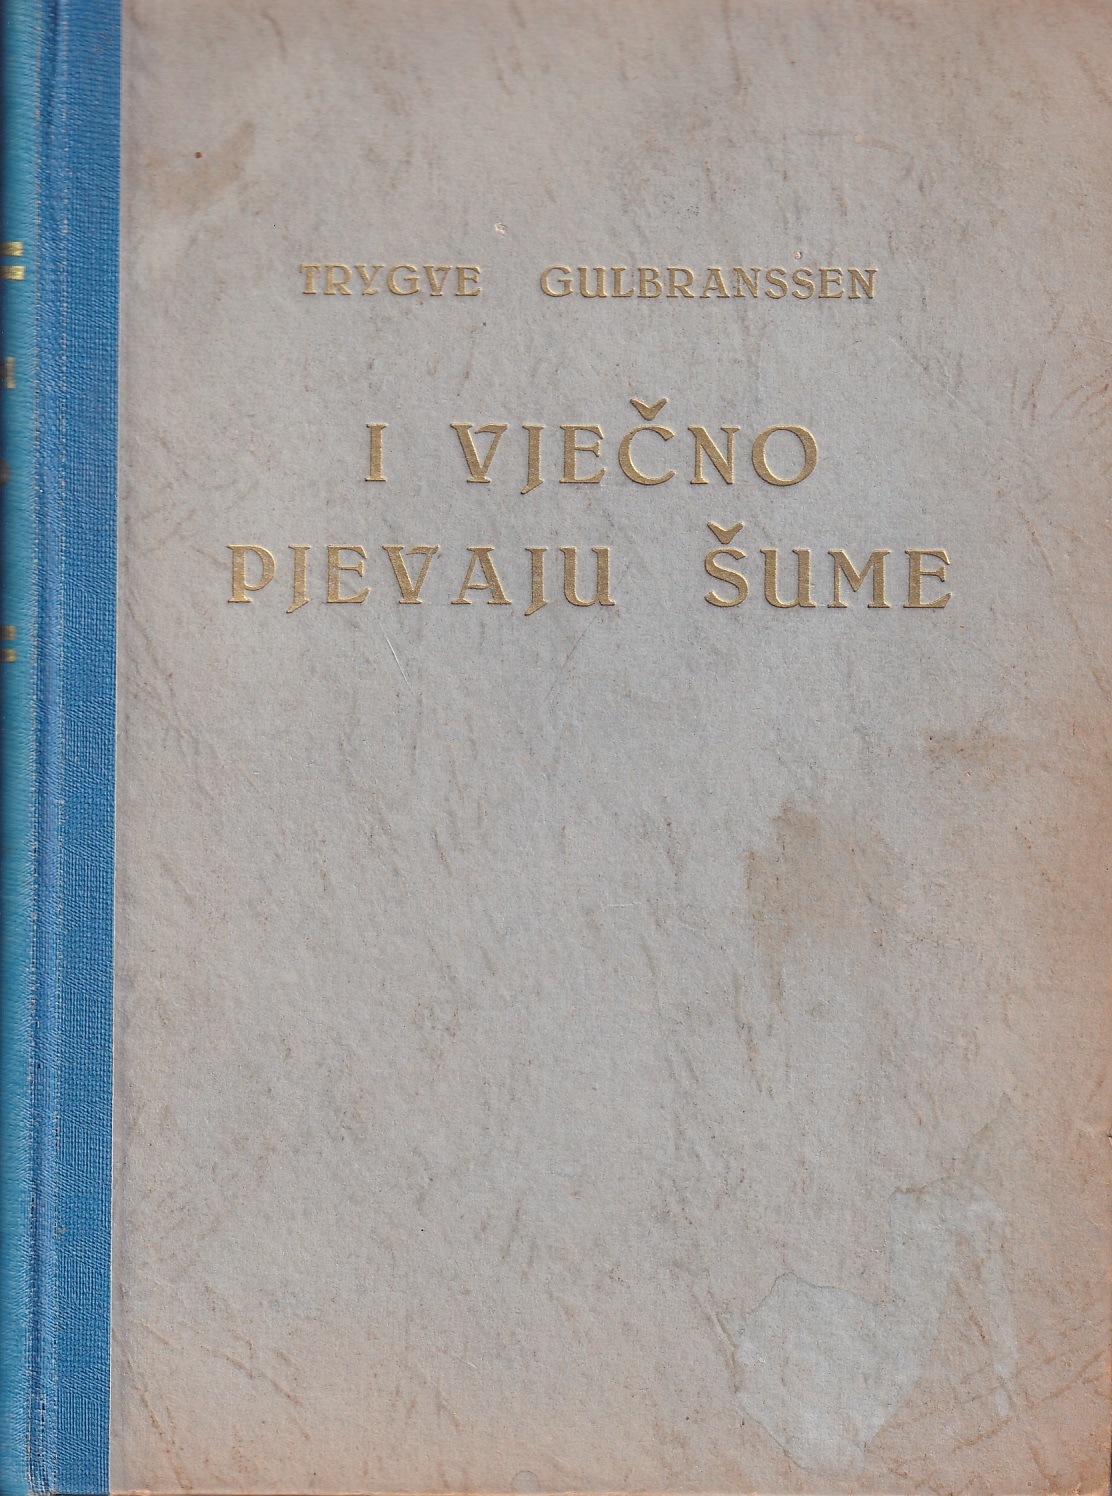 TRYGVE GULBRANSSEN
I VJEČNO
PJEVAJU ŠUME